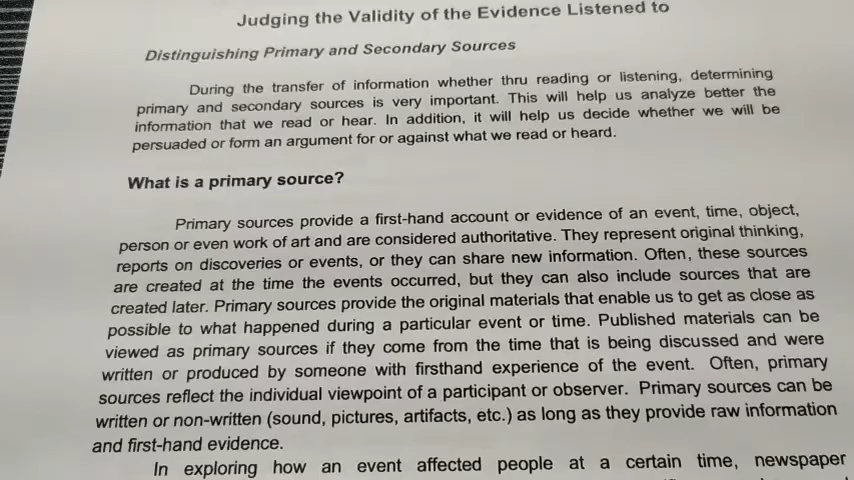 Judging the Validity of the Evidence Listened to
Distinguishing Primary and Secondary Sources
During the transfer of information whether thru reading or listening, determining
primary and secondary sources is very important. This will help us analyze better the
information that we read or hear. In addition, it will help us decide whether we will be
persuaded or form an argument for or against what we read or heard.
What is a primary source?
Primary sources provide a first-hand account or evidence of an event, time, object,
person or even work of art and are considered authoritative. They represent original thinking,
reports on discoveries or events, or they can share new information. Often, these sources
are created at the time the events occurred, but they can also include sources that are
created later. Primary sources provide the original materials that enable us to get as close as
possible to what happened during a particular event or time. Published materials can be
viewed as primary sources if they come from the time that is being discussed and were
written or produced by someone with firsthand experience of the event. Often, primary
sources reflect the individual viewpoint of a participant or observer. Primary sources can be
written or non-written (sound, pictures, artifacts, etc.) as long as they provide raw information
and first-hand evidence.
In exploring how an event affected people at a certain time, newspaper